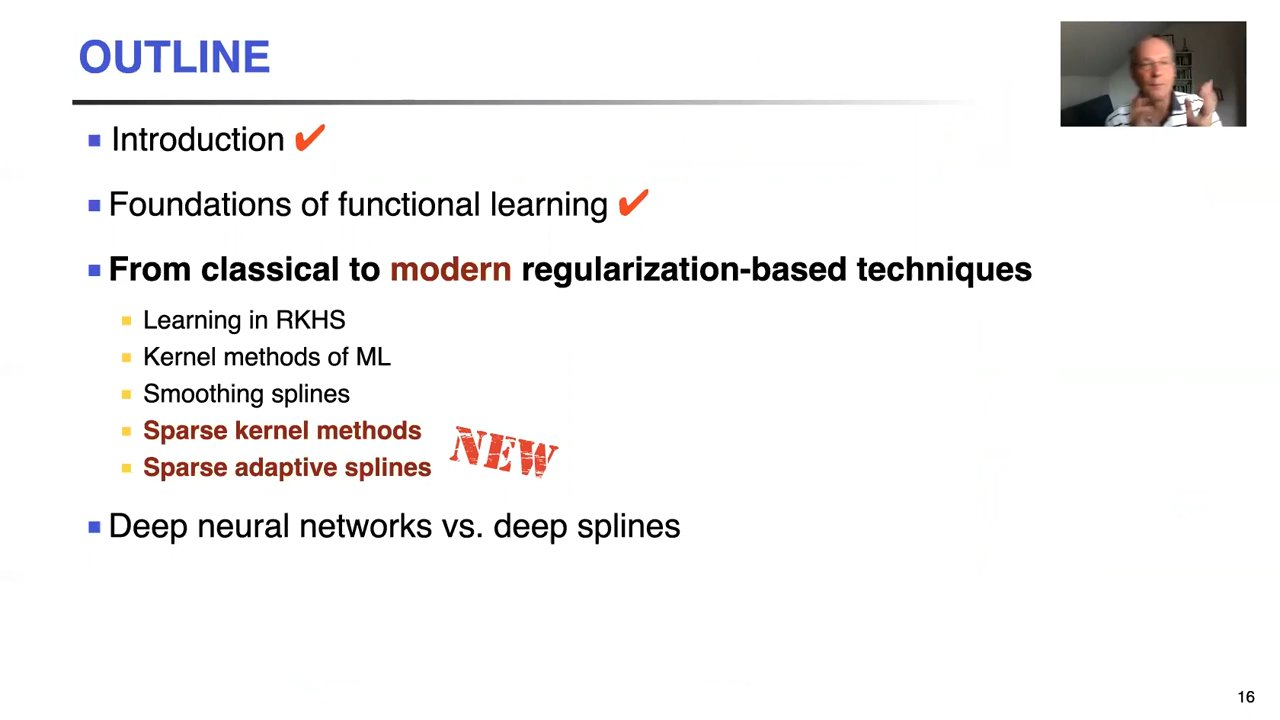 OUTLINE
Introduction ✔
Foundations of functional learning ✔
From classical to modern regularization-based techniques
Learning in RKHS
Kernel methods of ML
Smoothing splines
Sparse kernel methods
Sparse adaptive splines
NEW
Deep neural networks vs. deep splines
16